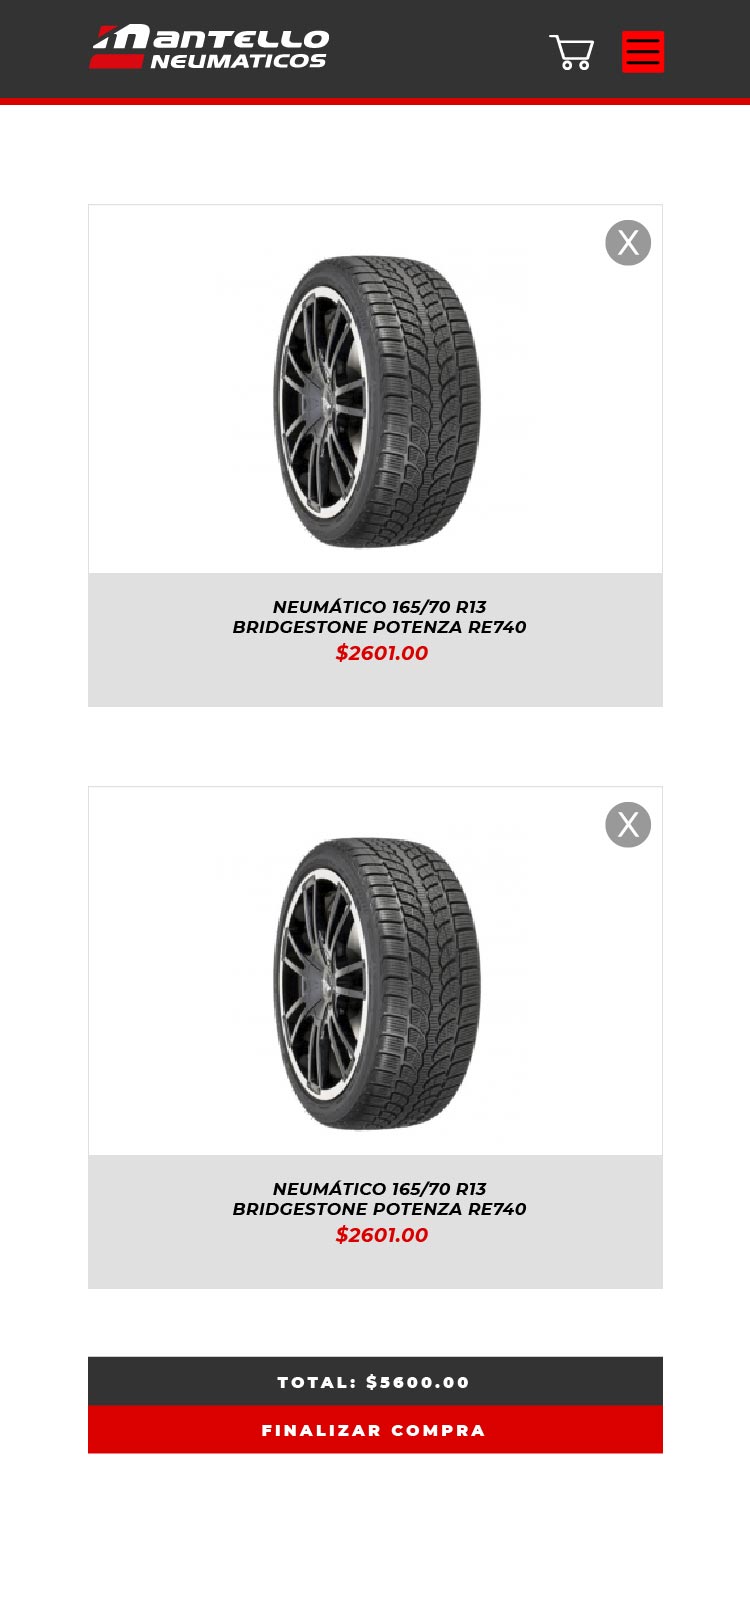 mantello
NEUMATICOS
X
NEUMÁTICO 165/70 R13
BRIDGESTONE POTENZA RE740
$2601.00
X
NEUMÁTICO 165/70 R13
BRIDGESTONE POTENZA RE740
$2601.00
TOTAL: $5600.00
FINALIZAR COMPRA